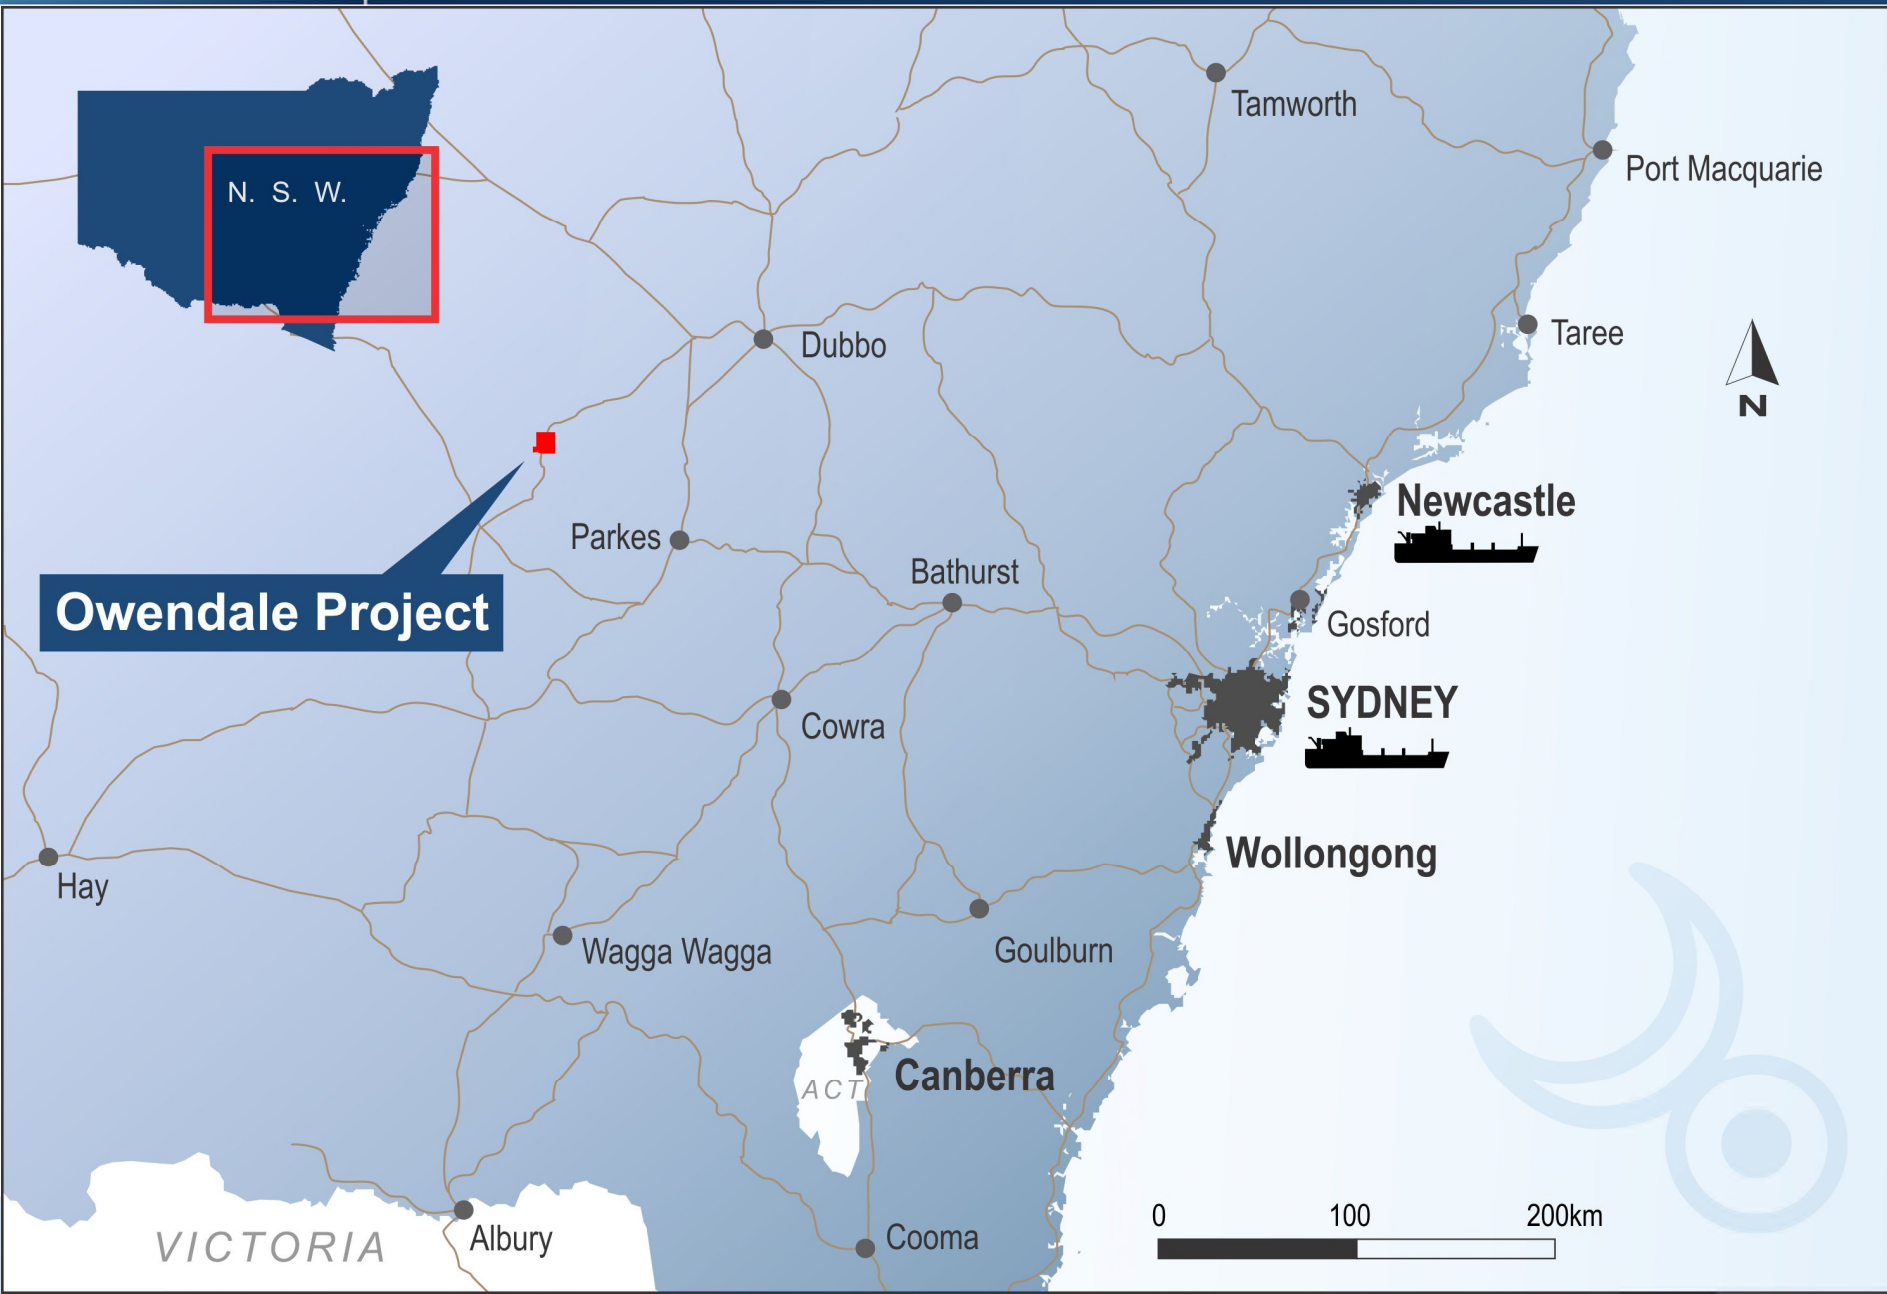 Tamworth
Port Macquarie
N. S. W.
Taree
Dubbo
N
Newcastle
Parkes
Bathurst
Owendale Project
Gosford
SYDNEY
Cowra
Wollongong
Hay
Wagga Wagga
Goulburn
Canberra
ACT
0 100 200km
VICTORIA
Albury
Cooma